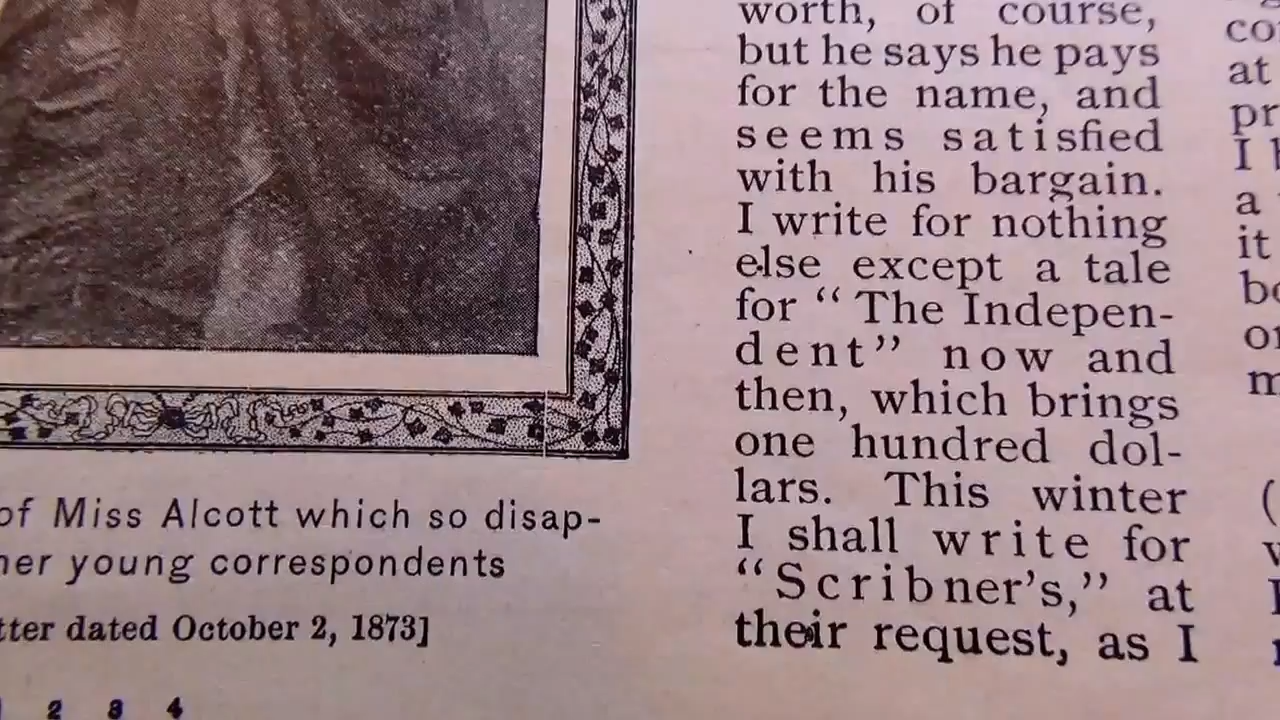 of Miss Alcott which so disap-
her young correspondents
dated October 2, 1873]
2 3 4
worth, of course,
but he says he pays
for the name, and
seems satisfied
with his bargain.
I write for nothing
else except a tale
for “ The Indepen-
dent” now and
then, which brings
one hundred dol-
lars. This winter
I shall write for
“Scribner's,” at
their request, as I
at
I
a
it